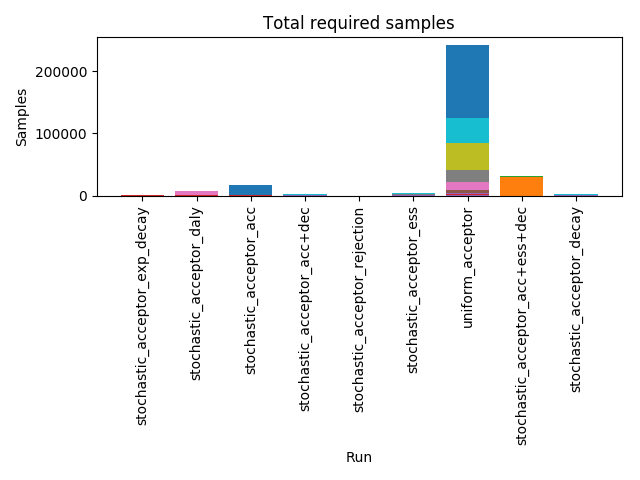 Total required samples
Samples
200000
100000
0
stochastic_acceptor_exp_decay
stochastic_acceptor_daly
stochastic_acceptor_acc
stochastic_acceptor_acc+dec
stochastic_acceptor_rejection
stochastic_acceptor_ess
uniform_acceptor
stochastic_acceptor_acc+ess+dec
stochastic_acceptor_decay
Run